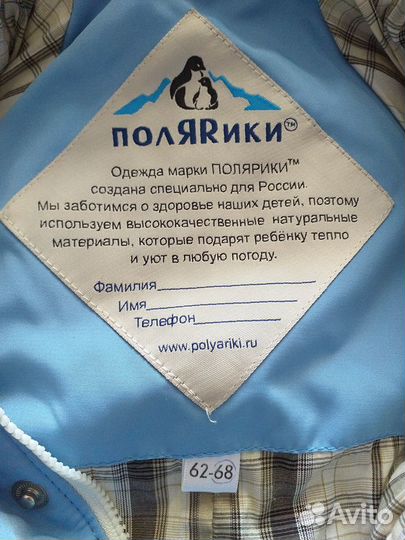 ПОЛЯRИКИ™
Одежда марки ПОЛЯРИКИ™
создана специально для России.
Мы заботимся о здоровье наших детей, поэтому
используем высококачественные натуральные
материалы, которые подарят ребёнку тепло
и уют в любую погоду.
Фамилия
Имя
Телефон
www.polyariki.ru
62-68
Avito